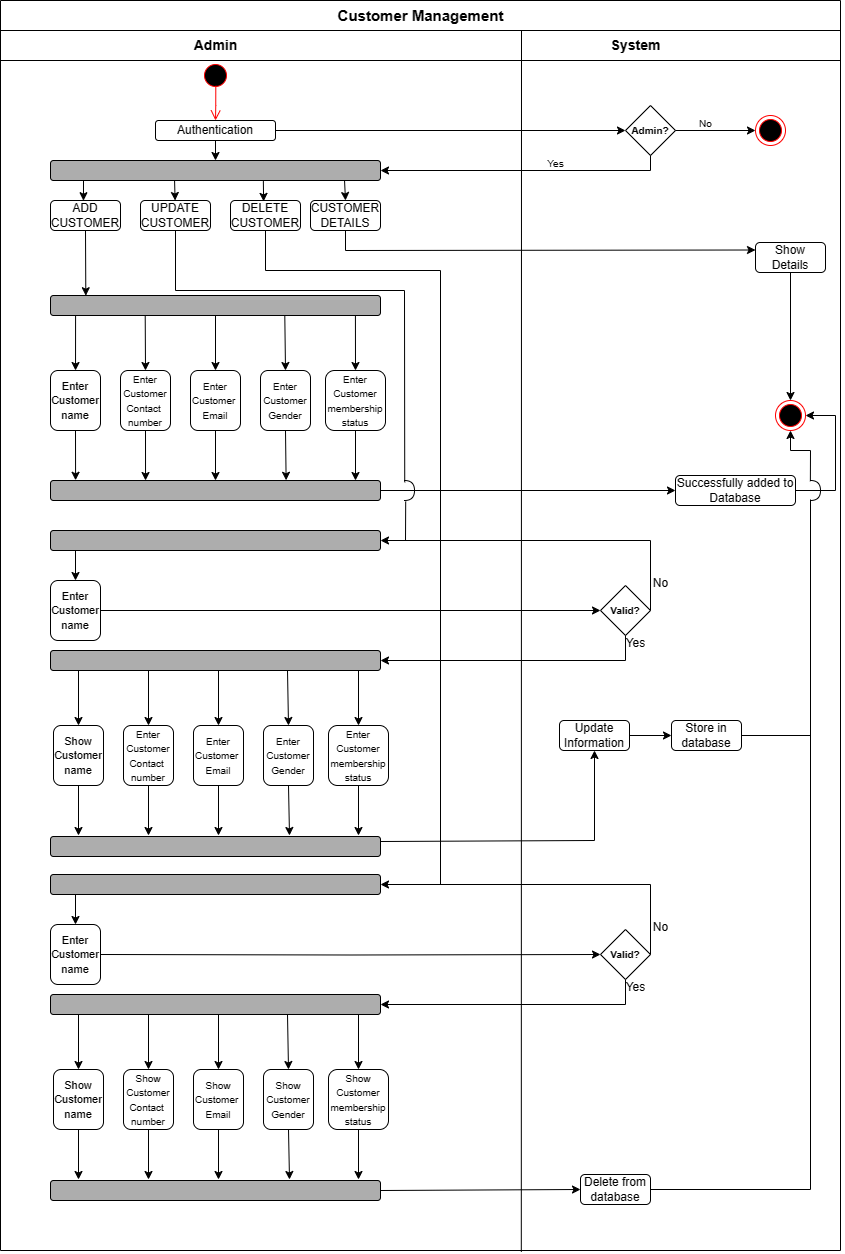 Customer Management
Admin
System
Authentication
Admin?
No
Yes
ADD
CUSTOMER
UPDATE
CUSTOMER
DELETE
CUSTOMER
CUSTOMER
DETAILS
Show
Details
Enter
Customer
name
Enter
Customer
Contact
number
Enter
Customer
Email
Enter
Customer
Gender
Enter
Customer
membership
status
Successfully added to
Database
Enter
Customer
name
Valid?
No
Yes
Show
Customer
name
Enter
Customer
Contact
number
Enter
Customer
Email
Enter
Customer
Gender
Enter
Customer
membership
status
Update
Information
Store in
database
Enter
Customer
name
Valid?
No
Yes
Show
Customer
name
Show
Customer
Contact
number
Show
Customer
Email
Show
Customer
Gender
Show
Customer
membership
status
Delete from
database